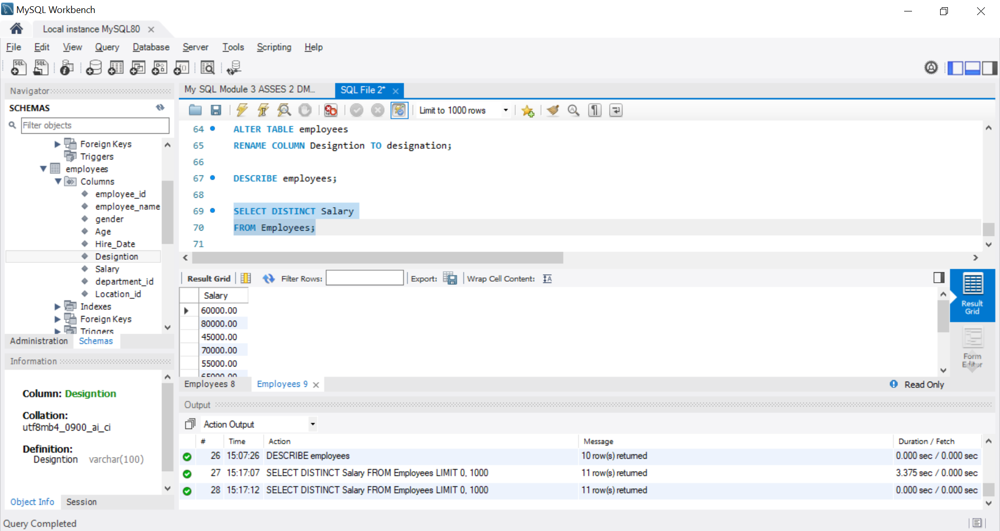 MySQL Workbench
Local instance MySQL80
File Edit View Query Database Server Tools Scripting Help
Navigator
SCHEMAS
Filter objects
Foreign Keys
Triggers
employees
Columns
employee_id
employee_name
gender
Age
Hire_Date
Designtion
Salary
department_id
Location_id
Indexes
Foreign Keys
Triggers
Administration Schemas
Information
Column: Designtion
Collation:
utf8mb4_0900_ai_ci
Definition:
Designtion varchar(100)
Object Info Session
My SQL Module 3 ASSES 2 DM... SQL File 2*
Limit to 1000 rows
64 ALTER TABLE employees
65 RENAME COLUMN Designtion TO designation;
66
67 DESCRIBE employees;
68
69 SELECT DISTINCT Salary
70 FROM Employees;
71
Result Grid Filter Rows: Export: Wrap Cell Content:
Salary
60000.00
80000.00
45000.00
70000.00
55000.00
65000.00
Result
Grid
Form
Editor
Employees 8 Employees 9 Read Only
Output
Action Output
# Time Action Message Duration / Fetch
26 15:07:26 DESCRIBE employees 10 row(s) returned 0.000 sec / 0.000 sec
27 15:17:07 SELECT DISTINCT Salary FROM Employees LIMIT 0, 1000 11 row(s) returned 3.375 sec / 0.000 sec
28 15:17:12 SELECT DISTINCT Salary FROM Employees LIMIT 0, 1000 11 row(s) returned 0.000 sec / 0.000 sec
Query Completed